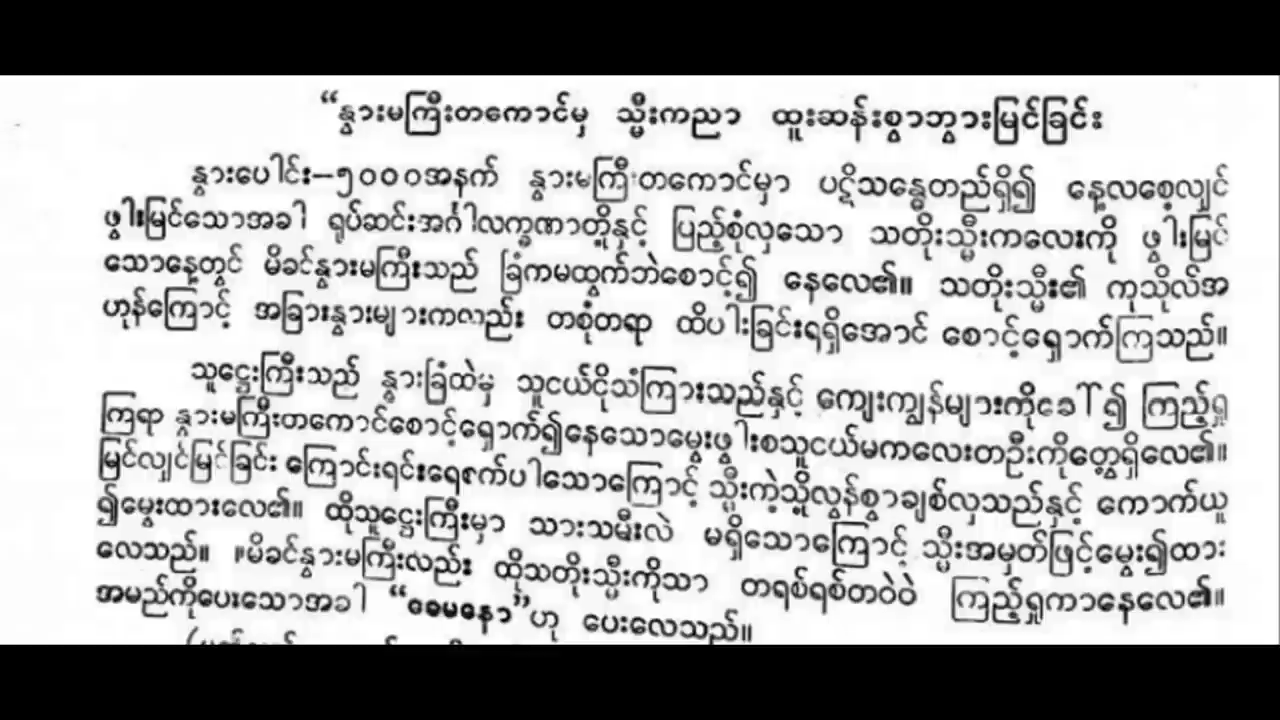 “နွားမကြီးတကောင်မှ သ္မီးကညာ ထူးဆန်းစွာဘွားမြင်ခြင်း
နွားပေါင်း–၅၀၀၀အနက် နွားမကြီးတကောင်မှာ ပဋိသန္ဓေတည်ရှိ၍ နေ့လစေ့လျှင်
ဖွါးမြင်သောအခါ ရုပ်ဆင်းအင်္ဂါလက္ခဏာတို့နှင့် ပြည့်စုံလှသော သတိုးသ္မီးကလေးကို ဖွါးမြင်
သောနေ့တွင် မိခင်နွားမကြီးသည် ခြံကမထွက်ဘဲစောင့်၍ နေလေ၏။ သတိုးသ္မီး၏ ကုသိုလ်အ
ဟုန်ကြောင့် အခြားနွားများကလည်း တစုံတရာ ထိပါးခြင်းရရှိအောင် စောင့်ရှောက်ကြသည်။
သူဌွေးကြီးသည် နွားခြံထဲမှ သူငယ်ငိုသံကြားသည်နှင့် ကျေးကျွန်များကိုခေါ်၍ ကြည့်ရှု
ကြရာ နွားမကြီးတကောင်စောင့်ရှောက်၍နေသောမွေးဖွါးစသူငယ်မကလေးတဦးကိုတွေ့ရှိလေ၏။
မြင်လျှင်မြင်ခြင်း ကြောင်းရင်းရေစက်ပါသောကြောင့် သ္မီးကဲ့သို့လွန်စွာချစ်လှသည်နှင့် ကောက်ယူ
၍မွေးထားလေ၏။ ထိုသူဌွေးကြီးမှာ သားသမီးလဲ မရှိသောကြောင့် သ္မီးအမှတ်ဖြင့်မွေး၍ထား
လေသည်။ မိခင်နွားမကြီးလည်း ထိုသတိုးသ္မီးကိုသာ တရစ်ရစ်တဝဲဝဲ ကြည့်ရှုကာနေလေ၏။
အမည်ကိုပေးသောအခါ “ဓမေနော”ဟု ပေးလေသည်။